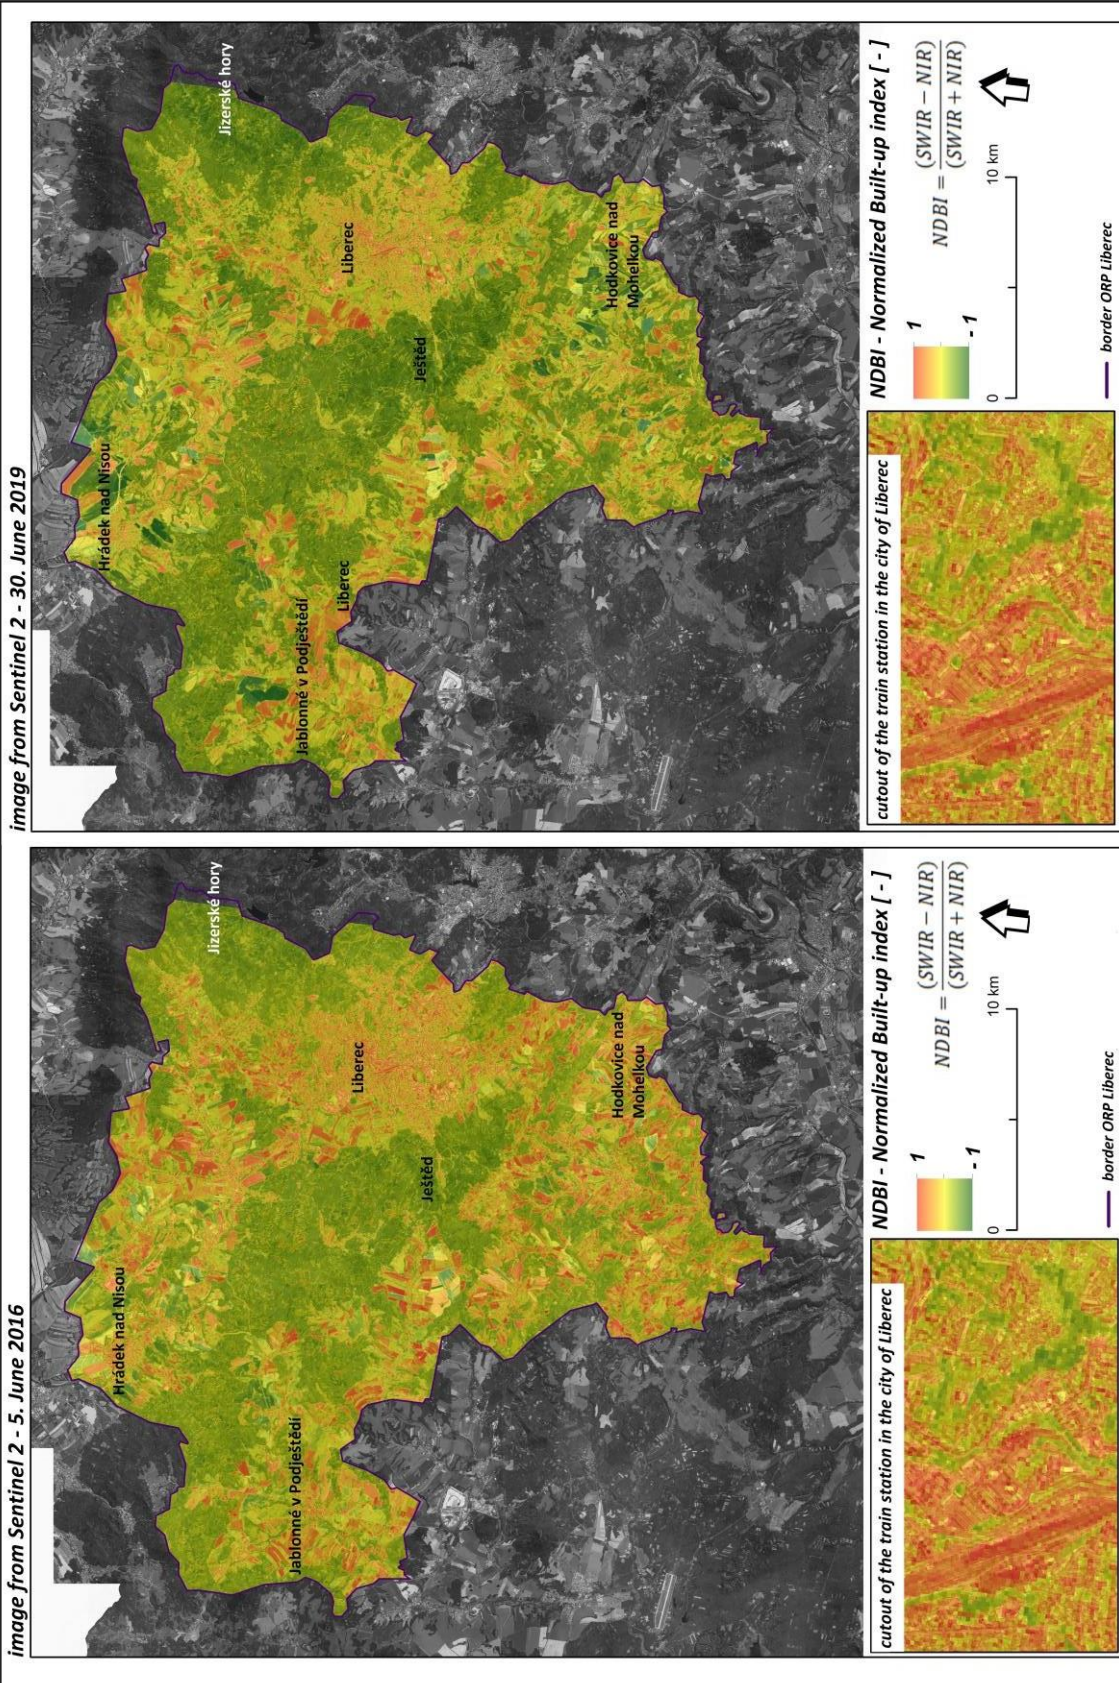 image from Sentinel 2 - 5. June 2016
Hrádek nad Nisou
Jizerské hory
Liberec
Jablonné v Podještědí
Ještěd
Hodkovice nad
Mohelkou
NDBI - Normalized Built-up index [ - ]
1
- 1
NDBI = (SWIR − NIR)
(SWIR + NIR)
0
10 km
border ORP Liberec
cutout of the train station in the city of Liberec
image from Sentinel 2 - 30. June 2019
Hrádek nad Nisou
Jizerské hory
Liberec
Jablonné v Podještědí
Liberec
Ještěd
Hodkovice nad
Mohelkou
NDBI - Normalized Built-up index [ - ]
1
- 1
NDBI = (SWIR − NIR)
(SWIR + NIR)
0
10 km
border ORP Liberec
cutout of the train station in the city of Liberec